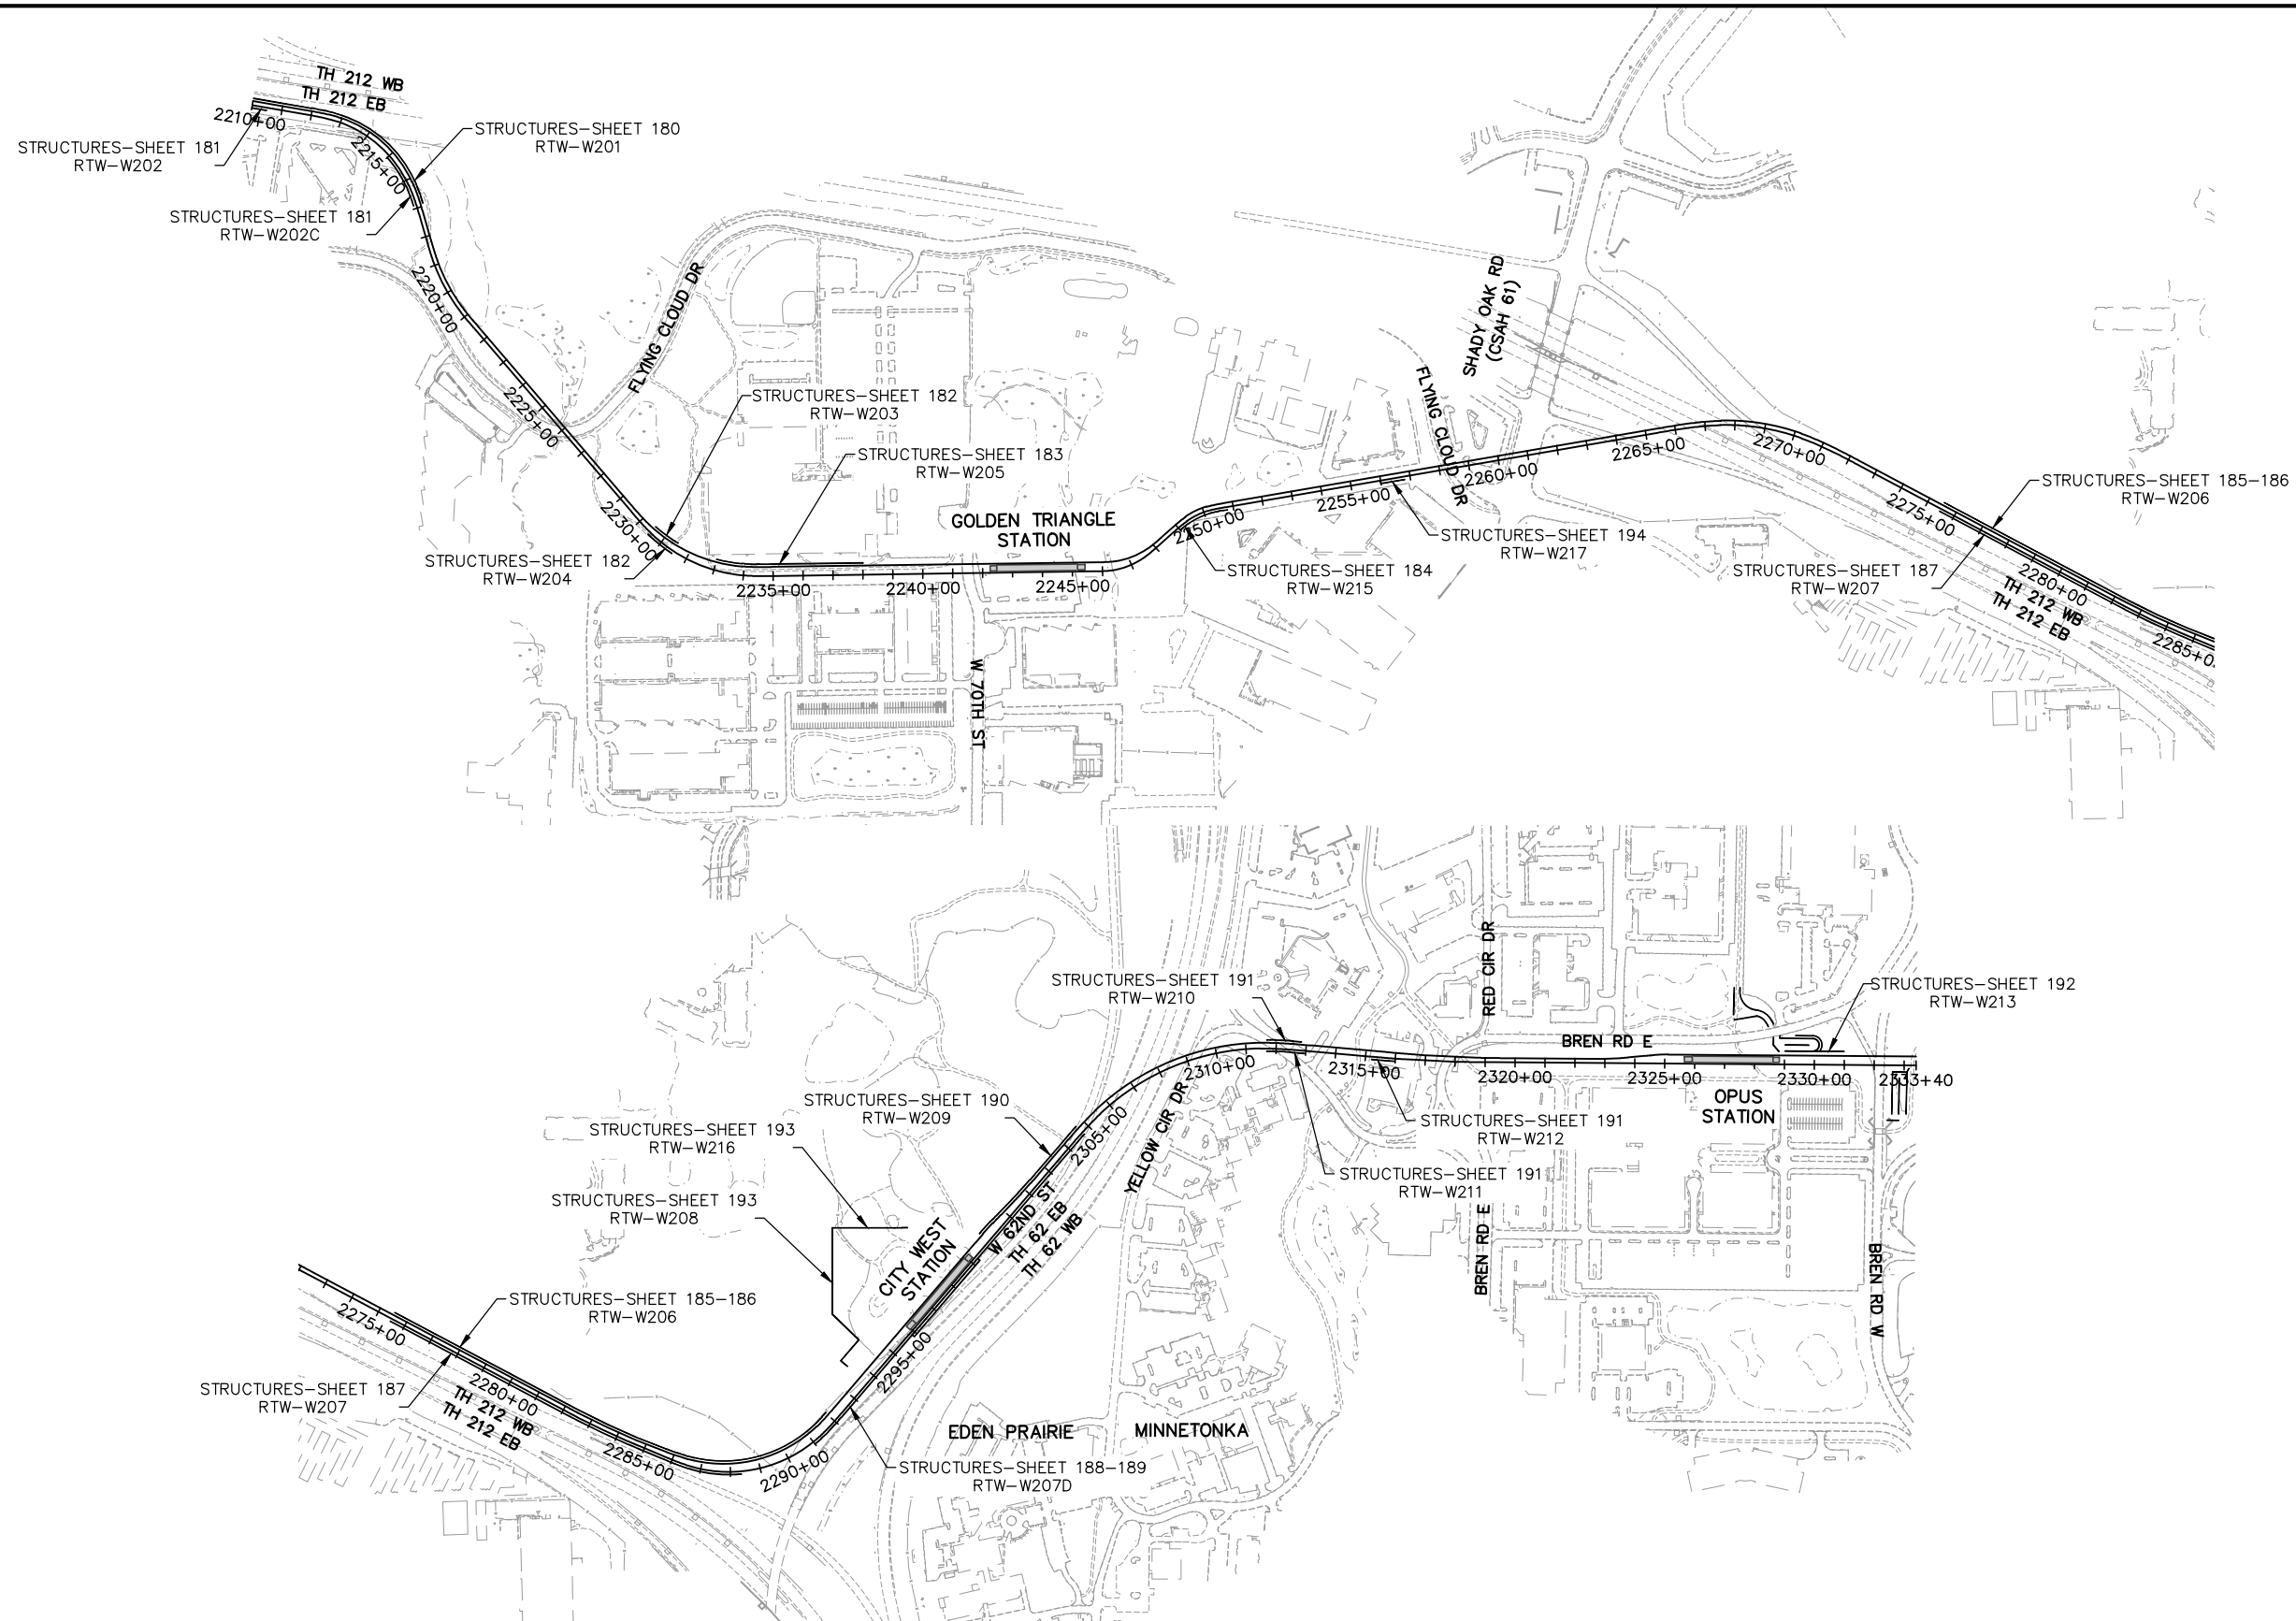 TH 212 WB
TH 212 EB
2210+00
STRUCTURES-SHEET 181
RTW-W202
STRUCTURES-SHEET 180
RTW-W201
2215+00
STRUCTURES-SHEET 181
RTW-W202C
2220+00
FLYING CLOUD DR
2225+00
STRUCTURES-SHEET 182
RTW-W203
STRUCTURES-SHEET 183
RTW-W205
2230+00
STRUCTURES-SHEET 182
RTW-W204
GOLDEN TRIANGLE
STATION
2235+00
2240+00
2245+00
W 70TH ST
2250+00
STRUCTURES-SHEET 184
RTW-W215
2255+00
STRUCTURES-SHEET 194
RTW-W217
FLYING CLOUD DR
SHADY OAK RD
(CSAH 61)
2260+00
2265+00
2270+00
2275+00
STRUCTURES-SHEET 185-186
RTW-W206
STRUCTURES-SHEET 187
RTW-W207
2280+00
TH 212 WB
TH 212 EB
2285+0
STRUCTURES-SHEET 191
RTW-W210
RED CIR DR
STRUCTURES-SHEET 192
RTW-W213
BREN RD E
2310+00
2315+00
2320+00
2325+00
2330+00
2333+40
OPUS
STATION
STRUCTURES-SHEET 190
RTW-W209
2305+00
YELLOW CIR DR
STRUCTURES-SHEET 191
RTW-W212
STRUCTURES-SHEET 193
RTW-W216
STRUCTURES-SHEET 191
RTW-W211
STRUCTURES-SHEET 193
RTW-W208
W 62ND ST
TH 62 EB
TH 62 WB
CITY WEST
STATION
BREN RD E
BREN RD W
2275+00
STRUCTURES-SHEET 185-186
RTW-W206
2295+00
STRUCTURES-SHEET 187
RTW-W207
2280+00
TH 212 WB
TH 212 EB
2285+00
2290+00
EDEN PRAIRIE
MINNETONKA
STRUCTURES-SHEET 188-189
RTW-W207D